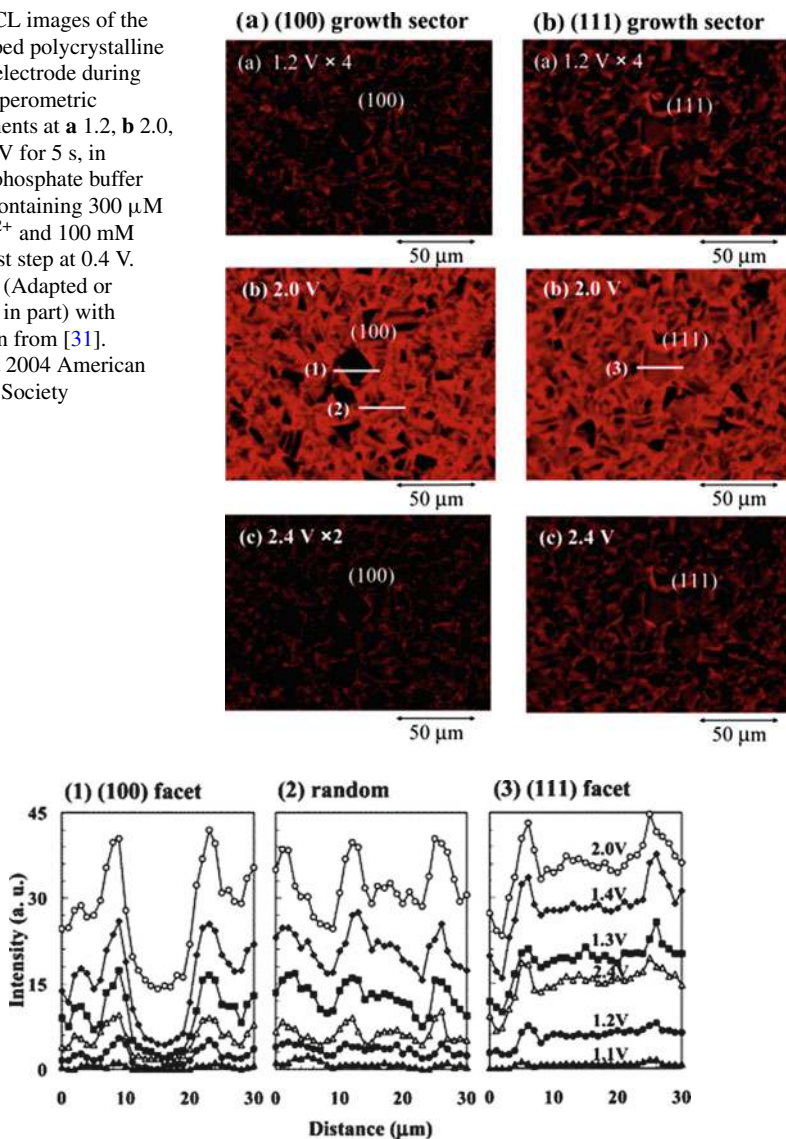 CL images of the
ped polycrystalline
electrode during
perometric
nents at a 1.2, b 2.0,
V for 5 s, in
phosphate buffer
containing 300 μM
2+ and 100 mM
st step at 0.4 V.
(Adapted or
in part) with
n from [31].
2004 American
Society
(a) (100) growth sector
(b) (111) growth sector
(a) 1.2 V × 4
(100)
50 μm
(a) 1.2 V × 4
(111)
50 μm
(b) 2.0 V
(100)
(1)
(2)
50 μm
(b) 2.0 V
(111)
(3)
50 μm
(c) 2.4 V ×2
(100)
50 μm
(c) 2.4 V
(111)
50 μm
(1) (100) facet
(2) random
(3) (111) facet
45
30
15
0
Intensity (a. u.)
2.0V
1.4V
1.3V
2.4V
1.2V
1.1V
0 10 20 30
0 10 20 30
0 10 20 30
Distance (μm)